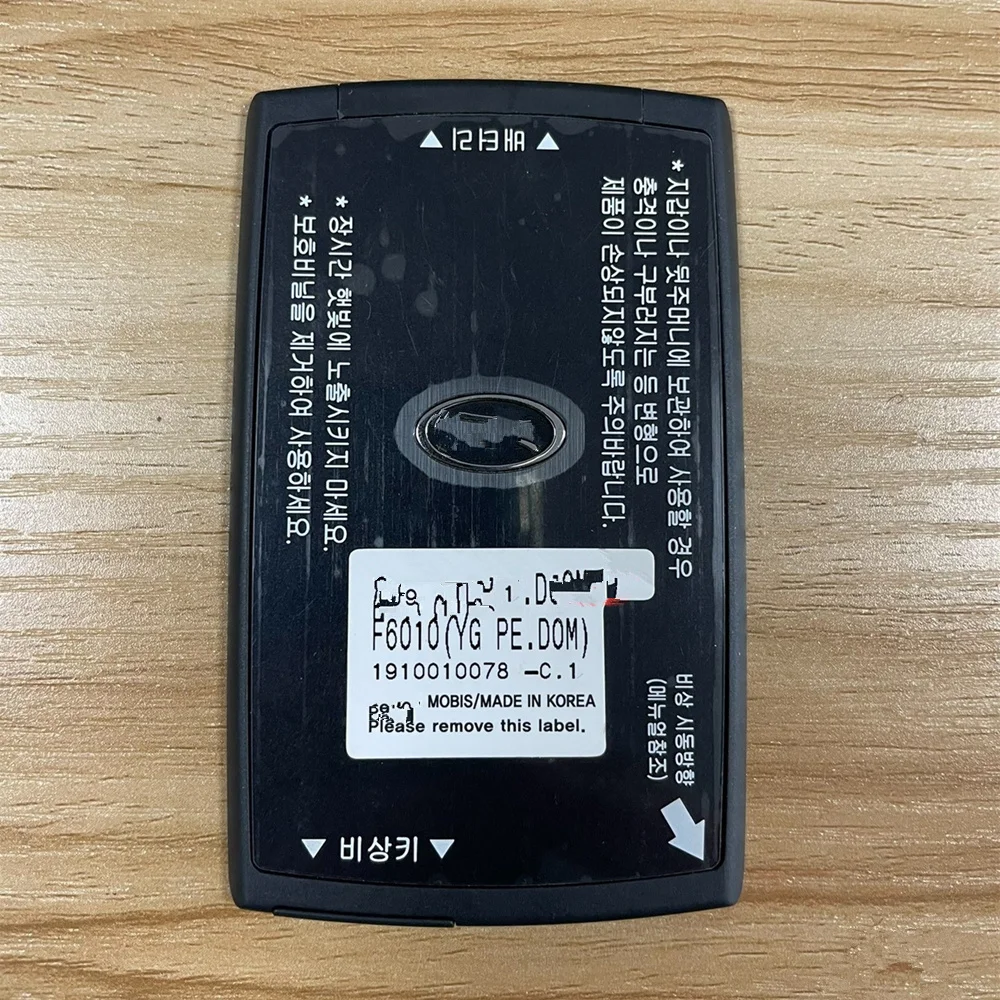 ▲ 배터리 ▲
* 지갑이나 뒷주머니에 보관하여 사용할 경우
충격이나 구부러지는 등 변형으로
제품이 손상되지않도록 주의바랍니다.
* 장시간 햇빛에 노출시키지 마세요.
* 보호비닐을 제거하여 사용하세요.
F6010(YG PE.DOM)
1910010078 -C.1
MOBIS/MADE IN KOREA
Please remove this label.
비상 시동방향
(메뉴얼참조)
▼ 비상키 ▼